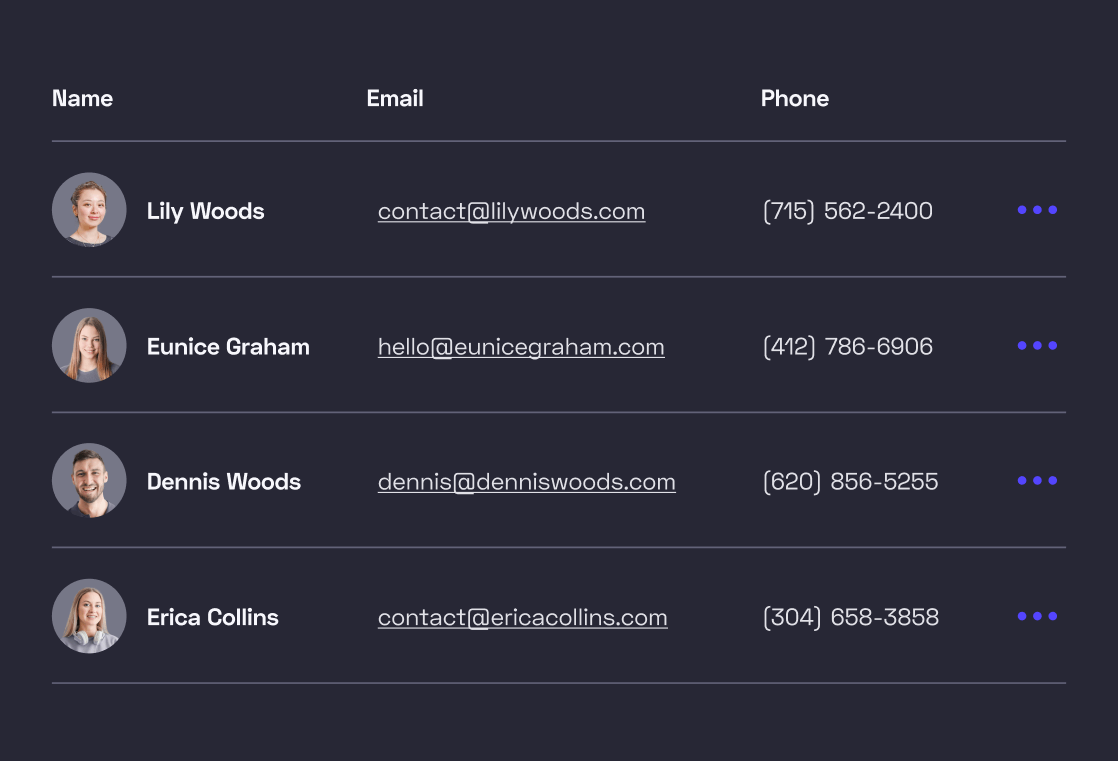 Name Email Phone
Lily Woods contact@lilywoods.com (715) 562-2400
Eunice Graham hello@eunicegraham.com (412) 786-6906
Dennis Woods dennis@denniswoods.com (620) 856-5255
Erica Collins contact@ericacollins.com (304) 658-3858